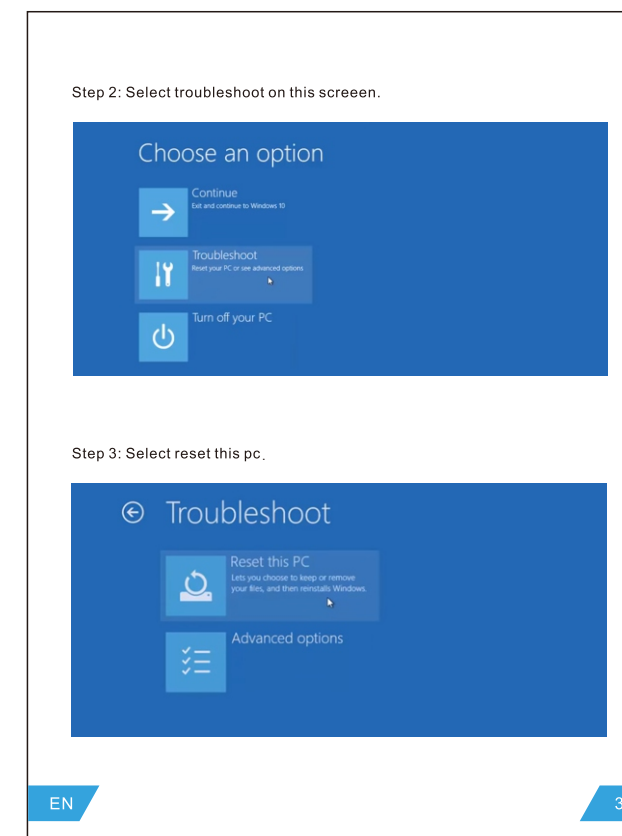 Step 2: Select troubleshoot on this screeen.
Choose an option
Continue
Exit and continue to Windows 10
Troubleshoot
Reset your PC or see advanced options
Turn off your PC
Step 3: Select reset this pc.
Troubleshoot
Reset this PC
Lets you choose to keep or remove
your files, and then reinstalls Windows.
Advanced options
EN
3